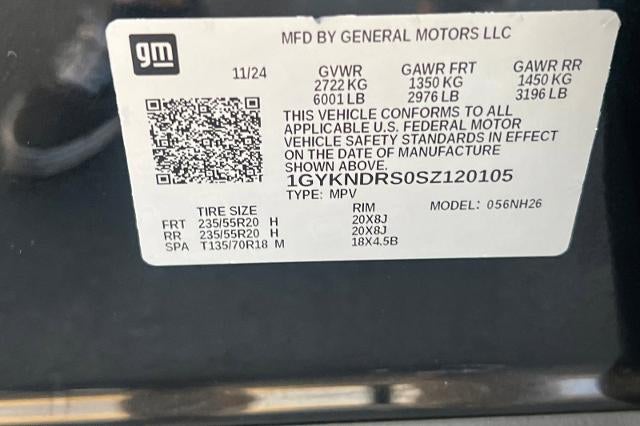 gm
MFD BY GENERAL MOTORS LLC
11/24
GVWR GAWR FRT GAWR RR
2722 KG 1350 KG 1450 KG
6001 LB 2976 LB 3196 LB
THIS VEHICLE CONFORMS TO ALL
APPLICABLE U.S. FEDERAL MOTOR
VEHICLE SAFETY STANDARDS IN EFFECT
ON THE DATE OF MANUFACTURE
SHOWN ABOVE
1GYKNDRS0SZ120105
TYPE: MPV MODEL: 056NH26
TIRE SIZE RIM
FRT 235/55R20 H 20X8J
RR 235/55R20 H 20X8J
SPA T135/70R18 M 18X4.5B